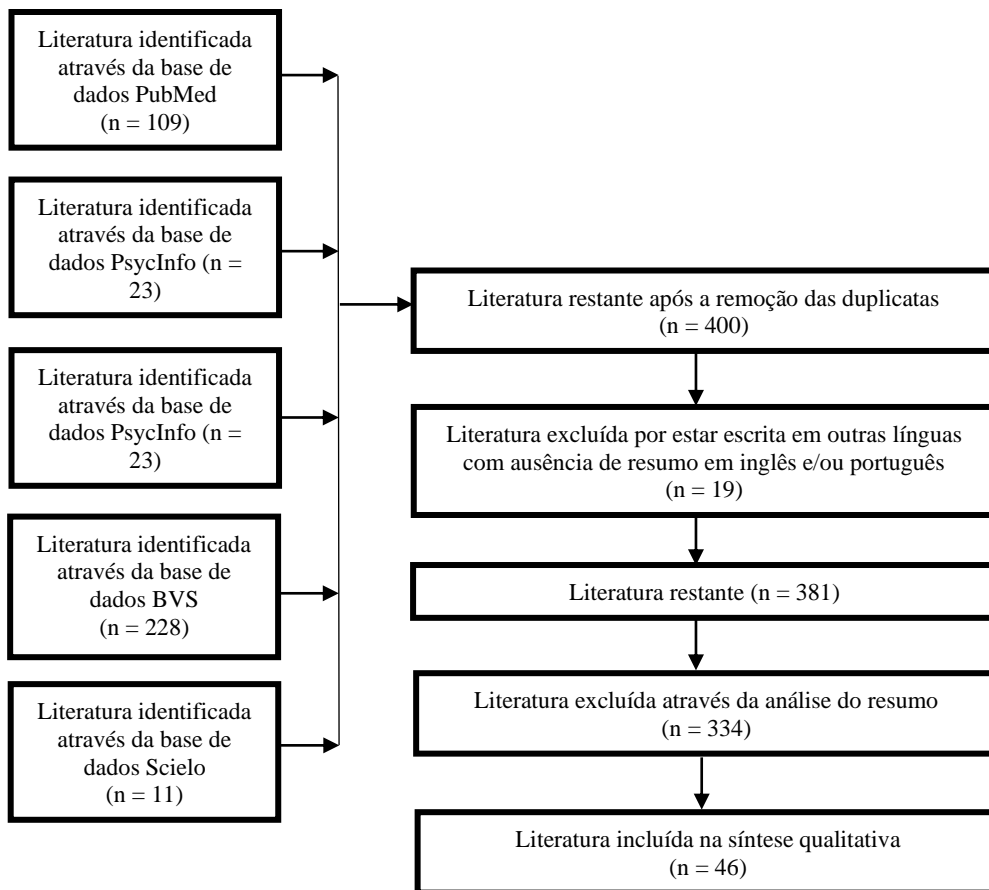 Literatura identificada
através da base de
dados PubMed
(n = 109)
Literatura identificada
através da base de
dados PsycInfo (n =
23)
Literatura identificada
através da base de
dados PsycInfo (n =
23)
Literatura identificada
através da base de
dados BVS
(n = 228)
Literatura identificada
através da base de
dados Scielo
(n = 11)
Literatura restante após a remoção das duplicatas
(n = 400)
Literatura excluída por estar escrita em outras línguas
com ausência de resumo em inglês e/ou português
(n = 19)
Literatura restante (n = 381)
Literatura excluída através da análise do resumo
(n = 334)
Literatura incluída na síntese qualitativa
(n = 46)